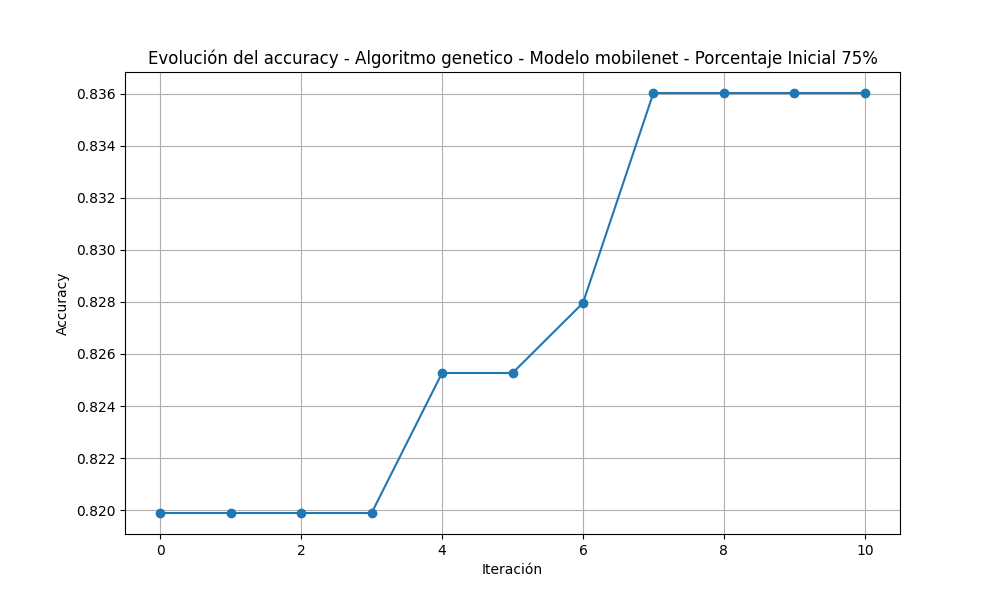 Evolución del accuracy - Algoritmo genetico - Modelo mobilenet - Porcentaje Inicial 75%
0.836
0.834
0.832
0.830
0.828
0.826
0.824
0.822
0.820
Accuracy
0 2 4 6 8 10
Iteración